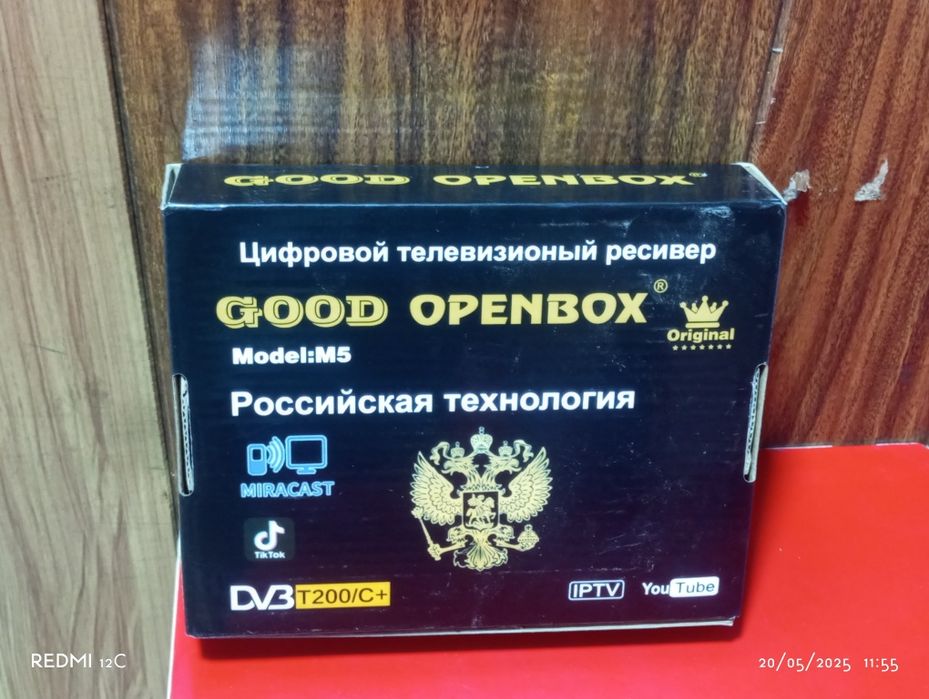 GOOD OPENBOX®
Цифровой телевизионый ресивер
GOOD OPENBOX®
Original
Model:M5
Российская технология
MIRACAST
TikTok
DVB T200/C+
IPTV
YouTube
REDMI 12C
20/05/2025 11:55